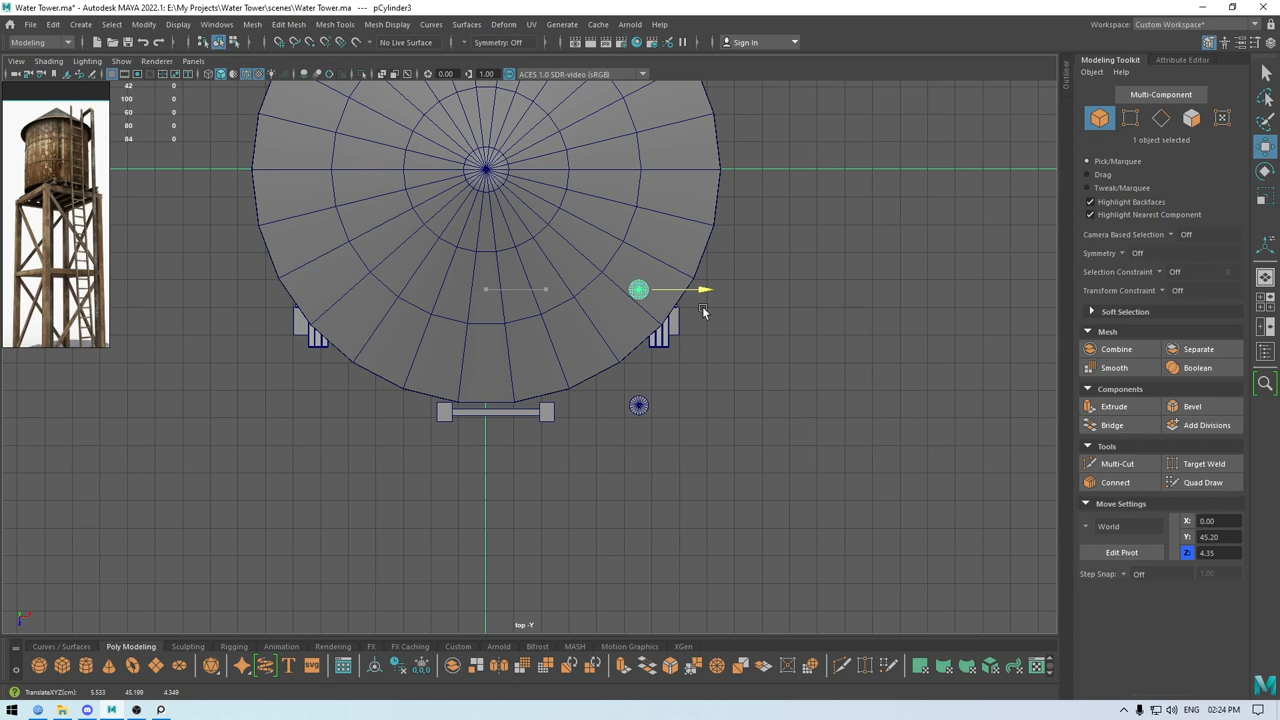 Water Tower.ma* - Autodesk MAYA 2022.1: E:\My Projects\Water Tower\scenes\Water Tower.ma   ---   pCylinder3
File Edit Create Select Modify Display Windows Mesh Edit Mesh Mesh Tools Mesh Display Curves Surfaces Deform UV Generate Cache Arnold Help
Workspace: Custom Workspace*
Modeling
No Live Surface
Symmetry: Off
Sign In
View Shading Lighting Show Renderer Panels
0.00
1.00
ACES 1.0 SDR-video (sRGB)
42 0
100 0
60 0
80 0
84 0
top -Y
Outliner
Modeling Toolkit Attribute Editor
Object Help
Multi-Component
1 object selected
Pick/Marquee
Drag
Tweak/Marquee
Highlight Backfaces
Highlight Nearest Component
Camera Based Selection Off
Symmetry Off
Selection Constraint Off 0
Transform Constraint Off
Soft Selection
Mesh
Combine Separate
Smooth Boolean
Components
Extrude Bevel
Bridge Add Divisions
Tools
Multi-Cut Target Weld
Connect Quad Draw
Move Settings
World
X: 0.00
Y: 45.20
Z: 4.35
Edit Pivot
Step Snap: Off 1.00
Curves / Surfaces Poly Modeling Sculpting Rigging Animation Rendering FX FX Caching Custom Arnold Bifrost MASH Motion Graphics XGen
TranslateXYZ(cm): 5.533 45.199 4.349
ENG 02:24 PM